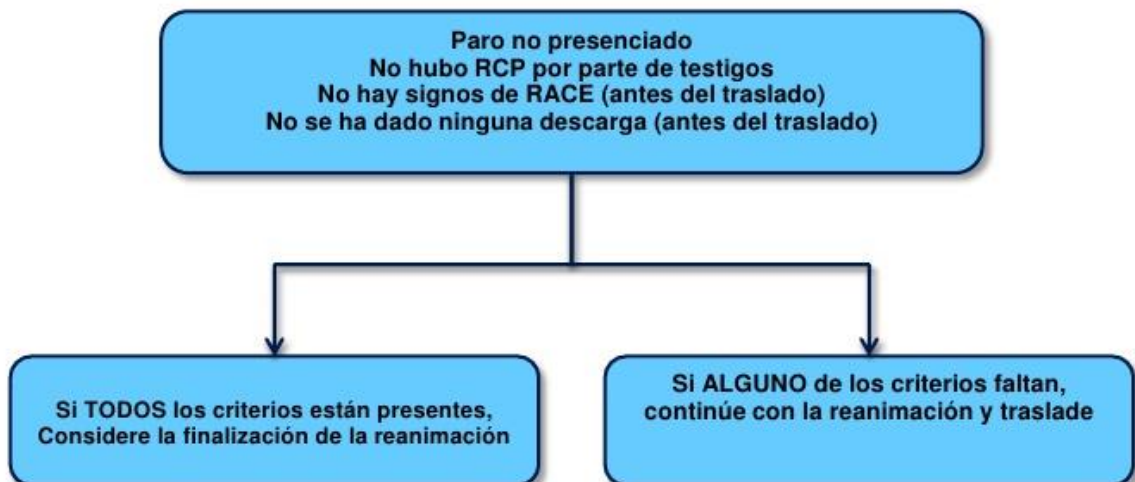 Paro no presenciado
No hubo RCP por parte de testigos
No hay signos de RACE (antes del traslado)
No se ha dado ninguna descarga (antes del traslado)
Si TODOS los criterios están presentes,
Considere la finalización de la reanimación
Si ALGUNO de los criterios faltan,
continúe con la reanimación y traslade